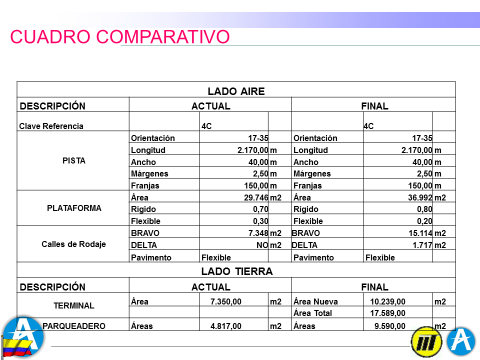 CUADRO COMPARATIVO
LADO AIRE
DESCRIPCIÓN ACTUAL FINAL
Clave Referencia 4C 4C
PISTA
Orientación 17-35 Orientación 17-35
Longitud 2.170,00 m Longitud 2.170,00 m
Ancho 40,00 m Ancho 40,00 m
Márgenes 2,50 m Márgenes 2,50 m
Franjas 150,00 m Franjas 150,00 m
PLATAFORMA
Área 29.746 m2 Área 36.992 m2
Rígido 0,70 Rígido 0,80
Flexible 0,30 Flexible 0,20
Calles de Rodaje
BRAVO 7.348 m2 BRAVO 15.114 m2
DELTA NO m2 DELTA 1.717 m2
Pavimento Flexible Pavimento Flexible
LADO TIERRA
DESCRIPCIÓN ACTUAL FINAL
TERMINAL
Área 7.350,00 m2 Área Nueva 10.239,00 m2
Área Total 17.589,00
PARQUEADERO Áreas 4.817,00 m2 Áreas 9.590,00 m2